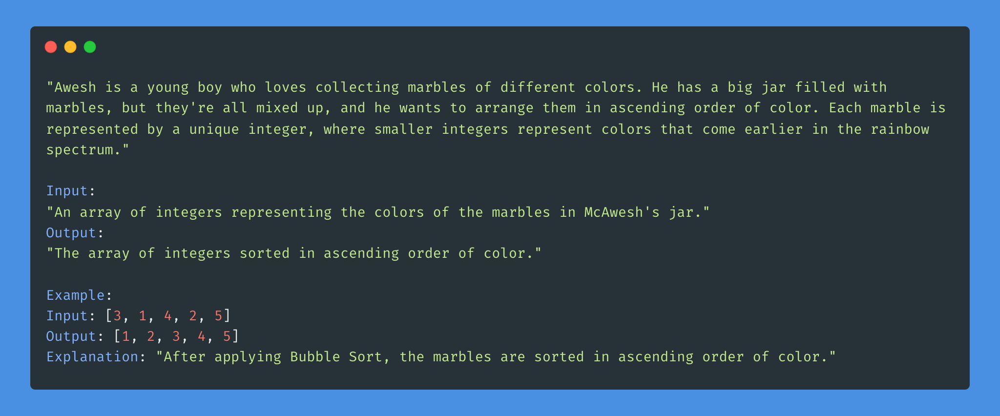 "Awesh is a young boy who loves collecting marbles of different colors. He has a big jar filled with
marbles, but they're all mixed up, and he wants to arrange them in ascending order of color. Each marble is
represented by a unique integer, where smaller integers represent colors that come earlier in the rainbow
spectrum."
Input:
"An array of integers representing the colors of the marbles in McAwesh's jar."
Output:
"The array of integers sorted in ascending order of color."
Example:
Input: [3, 1, 4, 2, 5]
Output: [1, 2, 3, 4, 5]
Explanation: "After applying Bubble Sort, the marbles are sorted in ascending order of color."